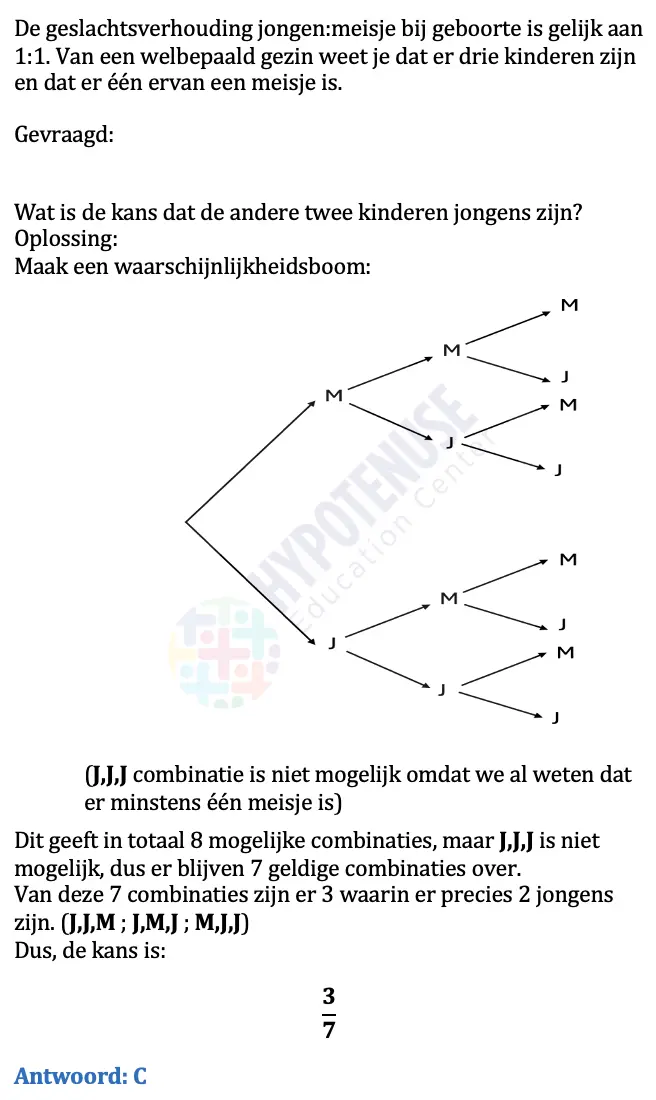 De geslachtsverhouding jongen:meisje bij geboorte is gelijk aan
1:1. Van een welbepaald gezin weet je dat er drie kinderen zijn
en dat er één ervan een meisje is.
Gevraagd:
Wat is de kans dat de andere twee kinderen jongens zijn?
Oplossing:
Maak een waarschijnlijkheidsboom:
M
M
J
M
M
J
J
HYPOTENUSE
Education Center
M
M
J
J
M
J
J
(J,J,J combinatie is niet mogelijk omdat we al weten dat
er minstens één meisje is)
Dit geeft in totaal 8 mogelijke combinaties, maar J,J,J is niet
mogelijk, dus er blijven 7 geldige combinaties over.
Van deze 7 combinaties zijn er 3 waarin er precies 2 jongens
zijn. (J,J,M ; J,M,J ; M,J,J)
Dus, de kans is:
3
7
Antwoord: C